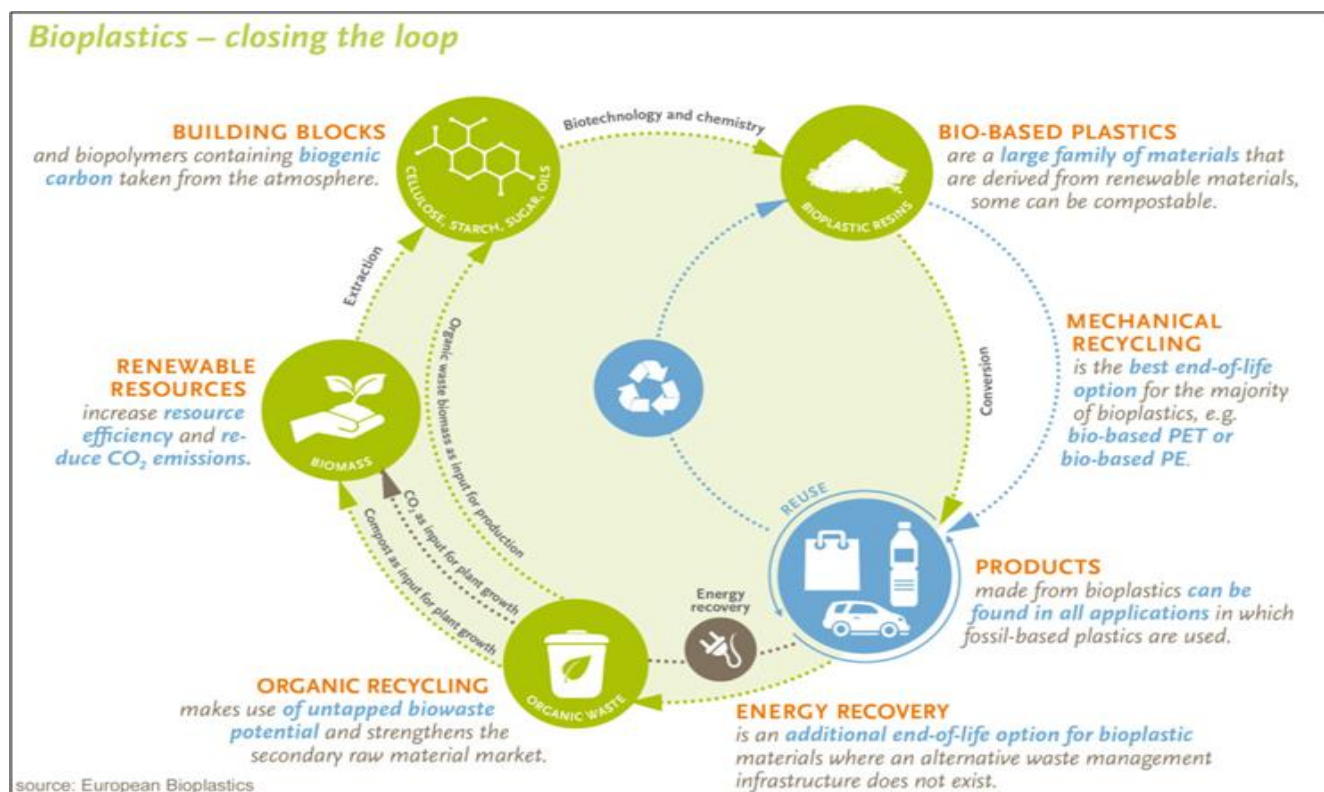 Bioplastics – closing the loop
BUILDING BLOCKS
and biopolymers containing biogenic
carbon taken from the atmosphere.
CELLULOSE, STARCH, SUGAR, OILS
Biotechnology and chemistry
BIOPLASTIC RESINS
BIO-BASED PLASTICS
are a large family of materials that
are derived from renewable materials,
some can be compostable.
Extraction
Organic waste biomass as input for production
Conversion
MECHANICAL
RECYCLING
is the best end-of-life
option for the majority
of bioplastics, e.g.
bio-based PET or
bio-based PE.
RENEWABLE
RESOURCES
increase resource
efficiency and re-
duce CO₂ emissions.
BIOMASS
CO₂ as input for plant growth
Compost as input for plant growth
REUSE
PRODUCTS
made from bioplastics can be
found in all applications in which
fossil-based plastics are used.
Energy
recovery
ORGANIC WASTE
ORGANIC RECYCLING
makes use of untapped biowaste
potential and strengthens the
secondary raw material market.
ENERGY RECOVERY
is an additional end-of-life option for bioplastic
materials where an alternative waste management
infrastructure does not exist.
source: European Bioplastics